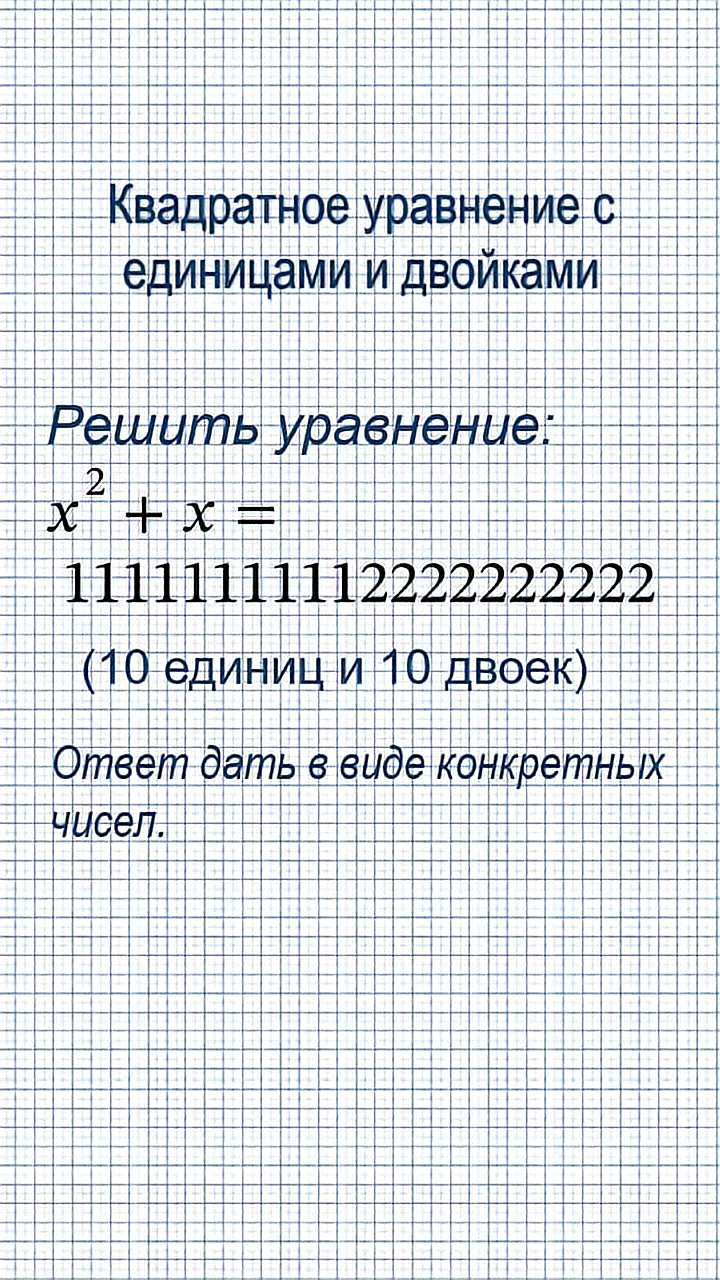 Квадратное уравнение с
единицами и двойками
Решить уравнение:
x² + x =
11111111112222222222
(10 единиц и 10 двоек)
Ответ дать в виде конкретных
чисел.